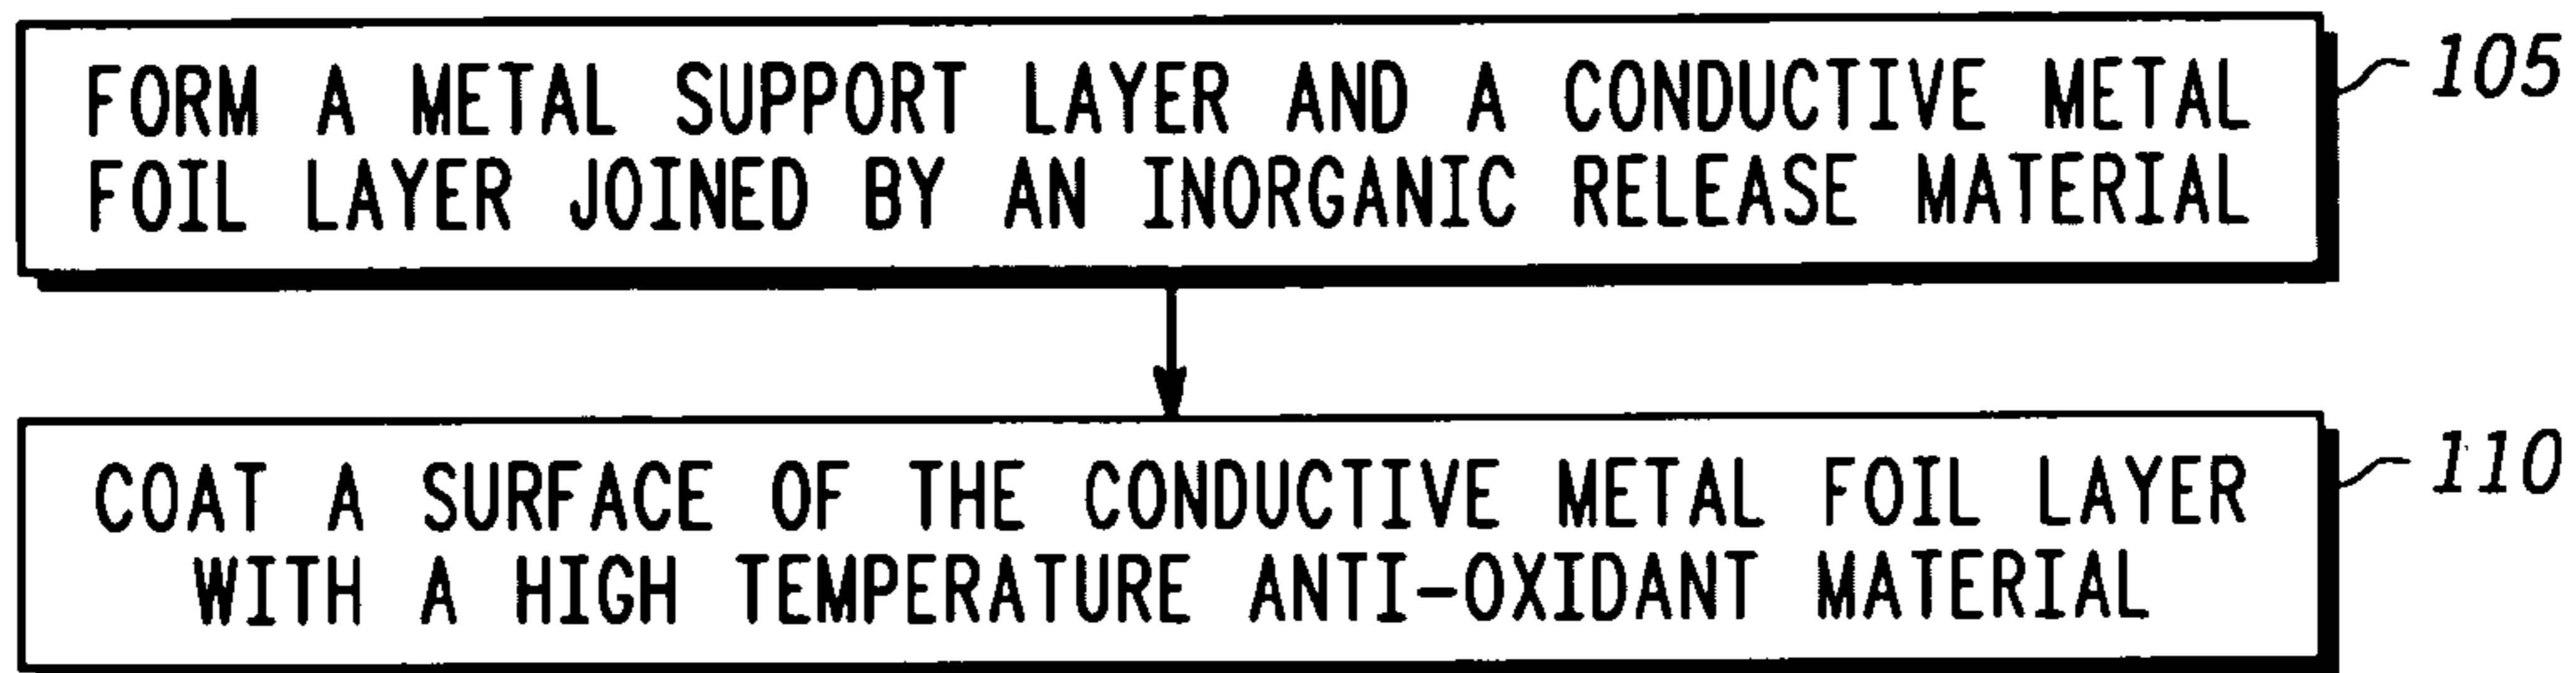 FORM A METAL SUPPORT LAYER AND A CONDUCTIVE METAL
FOIL LAYER JOINED BY AN INORGANIC RELEASE MATERIAL
105
COAT A SURFACE OF THE CONDUCTIVE METAL FOIL LAYER
WITH A HIGH TEMPERATURE ANTI-OXIDANT MATERIAL
110